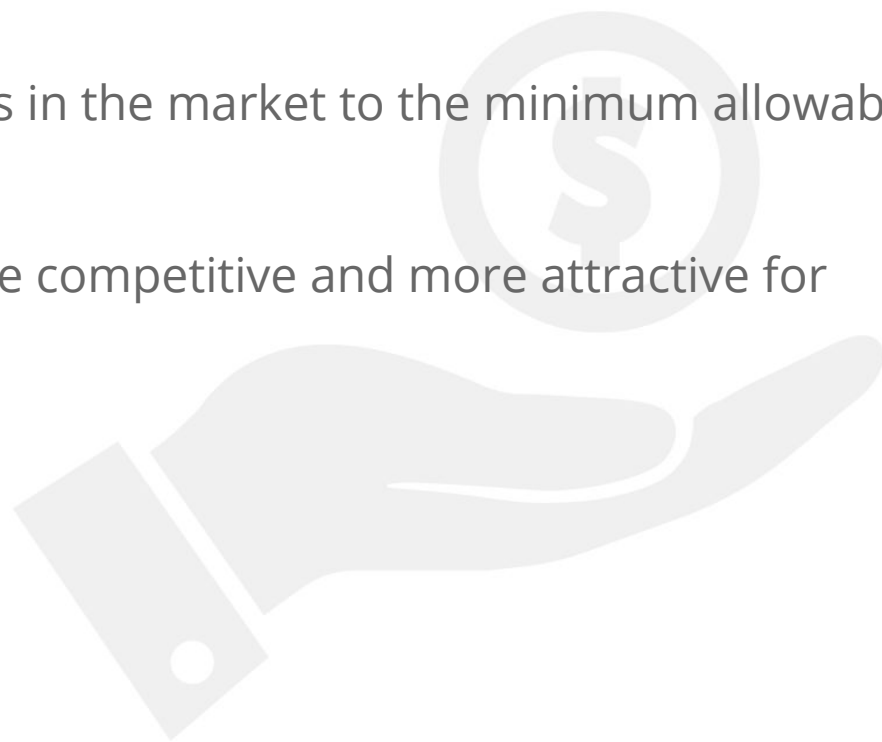 s in the market to the minimum allowab
e competitive and more attractive for
$